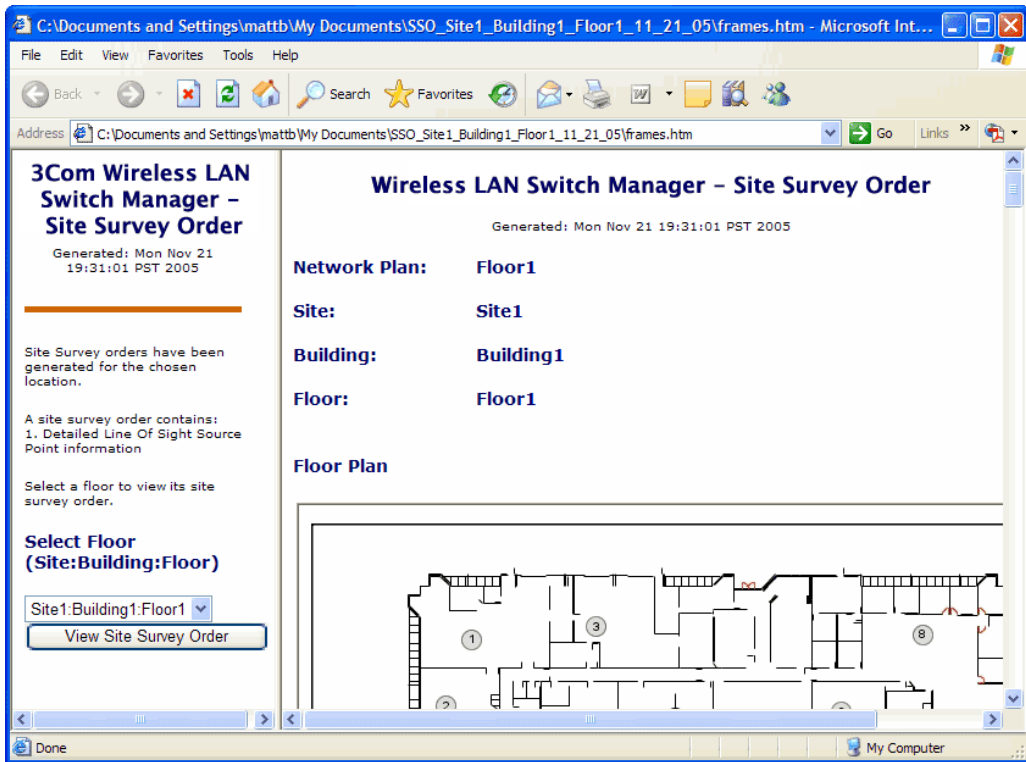 C:\Documents and Settings\mattb\My Documents\SSO_Site1_Building1_Floor1_11_21_05\frames.htm - Microsoft Int...
File Edit View Favorites Tools Help
Back Search Favorites
Address C:\Documents and Settings\mattb\My Documents\SSO_Site1_Building1_Floor1_11_21_05\frames.htm Go Links »
3Com Wireless LAN
Switch Manager –
Site Survey Order
Generated: Mon Nov 21
19:31:01 PST 2005
Site Survey orders have been
generated for the chosen
location.
A site survey order contains:
1. Detailed Line Of Sight Source
Point information
Select a floor to view its site
survey order.
Select Floor
(Site:Building:Floor)
Site1:Building1:Floor1
View Site Survey Order
Wireless LAN Switch Manager – Site Survey Order
Generated: Mon Nov 21 19:31:01 PST 2005
Network Plan: Floor1
Site: Site1
Building: Building1
Floor: Floor1
Floor Plan
1
3
8
2
Done
My Computer